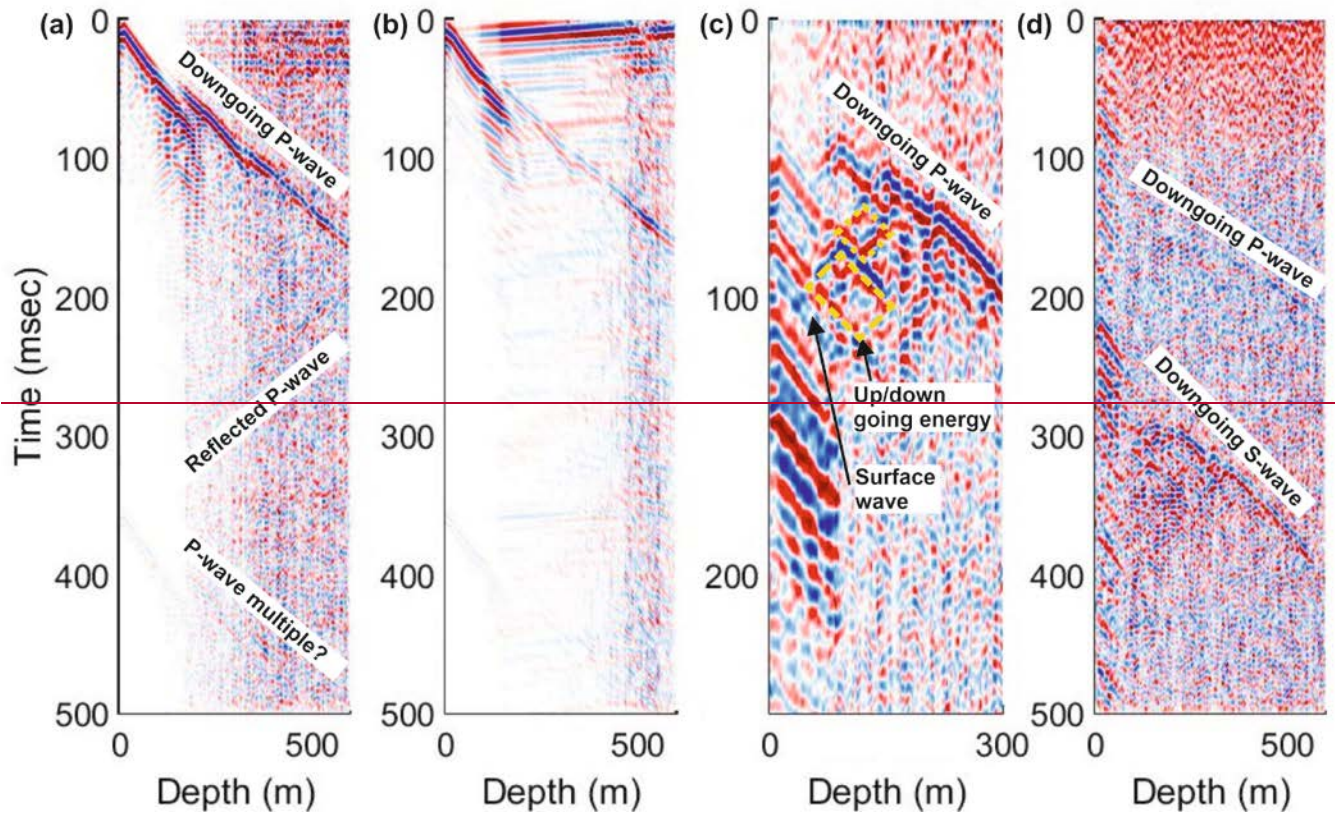 (a)
(b)
(c)
(d)
Time (msec)
0
100
200
300
400
500
0
500
Depth (m)
Downgoing P-wave
Reflected P-wave
P-wave multiple?
0
100
200
300
400
500
0
500
Depth (m)
0
100
200
0
300
Depth (m)
Downgoing P-wave
Up/down
going energy
Surface
wave
0
100
200
300
400
500
0
500
Depth (m)
Downgoing P-wave
Downgoing S-wave